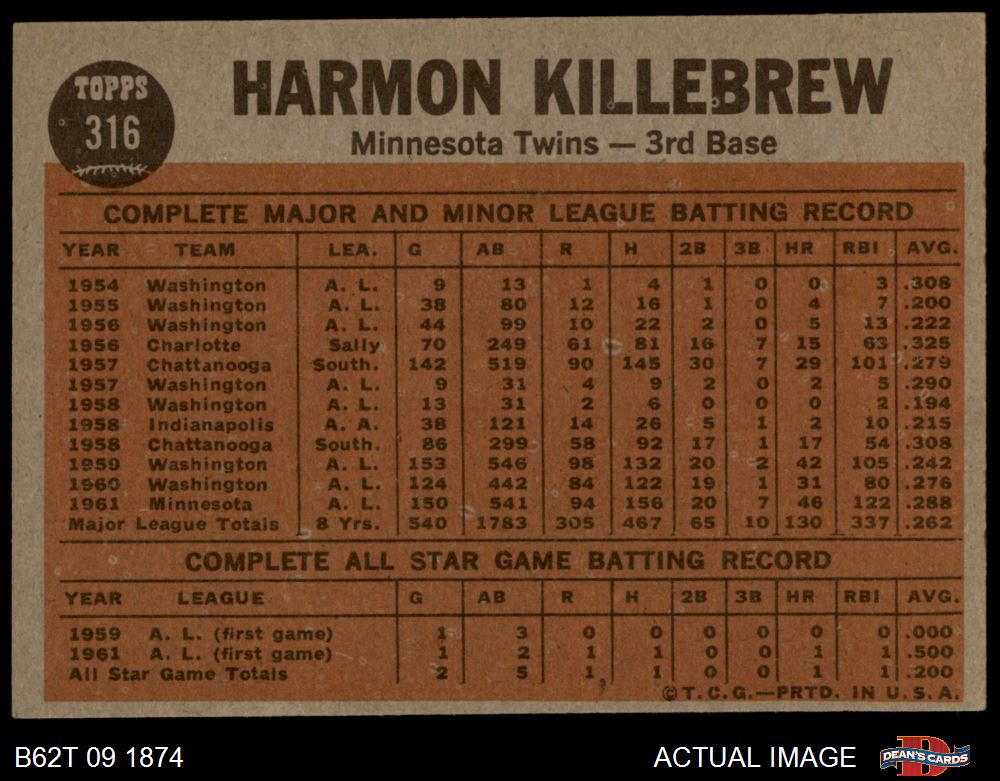 TOPPS
316
HARMON KILLEBREW
Minnesota Twins — 3rd Base
COMPLETE MAJOR AND MINOR LEAGUE BATTING RECORD
YEAR TEAM LEA. G AB R H 2B 3B HR RBI AVG.
1954 Washington A. L. 9 13 1 4 1 0 0 3 .308
1955 Washington A. L. 38 80 12 16 1 0 4 7 .200
1956 Washington A. L. 44 99 10 22 2 0 5 13 .222
1956 Charlotte Sally 70 249 61 81 16 7 15 63 .325
1957 Chattanooga South. 142 519 90 145 30 7 29 101 .279
1957 Washington A. L. 9 31 4 9 2 0 2 5 .290
1958 Washington A. L. 13 31 2 6 0 0 0 2 .194
1958 Indianapolis A. A. 38 121 14 26 5 1 2 10 .215
1958 Chattanooga South. 86 299 58 92 17 1 17 54 .308
1959 Washington A. L. 153 546 98 132 20 2 42 105 .242
1960 Washington A. L. 124 442 84 122 19 1 31 80 .276
1961 Minnesota A. L. 150 541 94 156 20 7 46 122 .288
Major League Totals 8 Yrs. 540 1783 305 467 65 10 130 337 .262
COMPLETE ALL STAR GAME BATTING RECORD
YEAR LEAGUE G AB R H 2B 3B HR RBI AVG.
1959 A. L. (first game) 1 3 0 0 0 0 0 0 .000
1961 A. L. (first game) 1 2 1 1 0 0 1 1 .500
All Star Game Totals 2 5 1 1 0 0 1 1 .200
©T.C.G.—PRTD. IN U.S.A.
B62T 09 1874 ACTUAL IMAGE DEAN'S CARDS